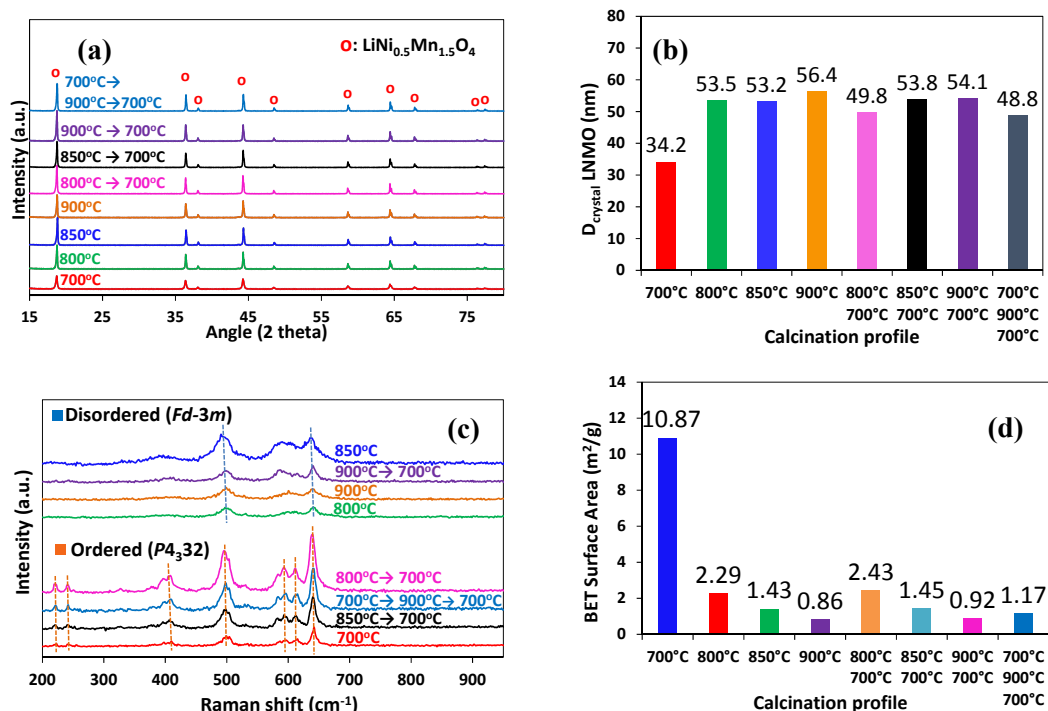 (a)
O: LiNi0.5Mn1.5O4
O O O O O O O O O O
700°C→
900°C→700°C
900°C → 700°C
850°C → 700°C
800°C → 700°C
900°C
850°C
800°C
700°C
Intensity (a.u.)
15 25 35 45 55 65 75
Angle (2 theta)
(b)
80
70
60
50
40
30
20
10
0
Dcrystal LNMO (nm)
34.2 53.5 53.2 56.4 49.8 53.8 54.1 48.8
700°C 800°C 850°C 900°C 800°C 850°C 900°C 700°C
700°C 700°C 700°C 900°C
700°C
Calcination profile
(c)
Disordered (Fd-3m)
850°C
900°C→ 700°C
900°C
800°C
Ordered (P4332)
800°C→ 700°C
700°C→ 900°C→ 700°C
850°C→ 700°C
700°C
Intensity (a.u.)
200 300 400 500 600 700 800 900
Raman shift (cm-1)
(d)
14
12
10
8
6
4
2
0
BET Surface Area (m2/g)
10.87 2.29 1.43 0.86 2.43 1.45 0.92 1.17
700°C 800°C 850°C 900°C 800°C 850°C 900°C 700°C
700°C 700°C 700°C 900°C
700°C
Calcination profile